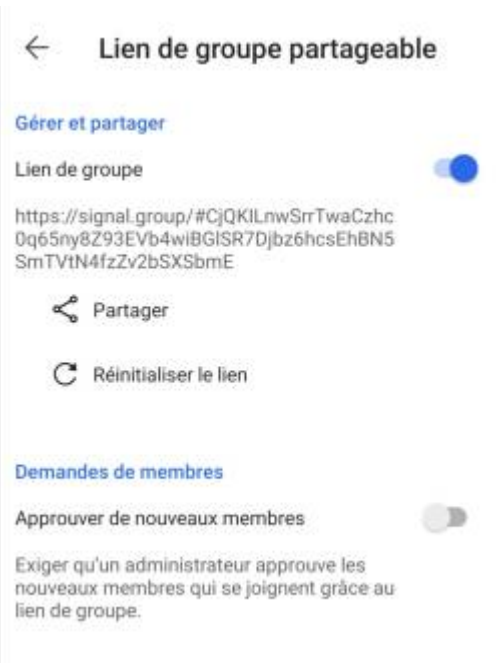 Lien de groupe partageable
Gérer et partager
Lien de groupe
https://signal.group/#CjQKILnwSrrTwaCzhc
0q65ny8Z93EVb4wiBGlSR7Djbz6hcsEhBN5
SmTVtN4fzZv2bSXSbmE
Partager
Réinitialiser le lien
Demandes de membres
Approuver de nouveaux membres
Exiger qu'un administrateur approuve les
nouveaux membres qui se joignent grâce au
lien de groupe.